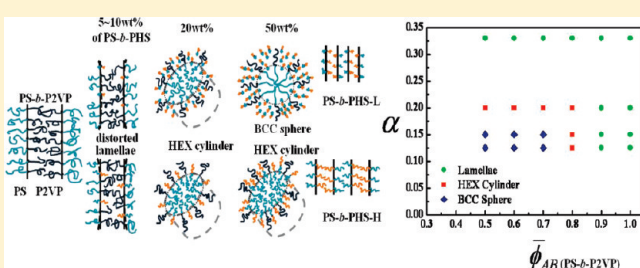 5~10wt%
of PS-b-PHS
20wt%
50wt%
PS-b-P2VP
distorted
lamellae
PS P2VP
HEX cylinder
BCC sphere
HEX cylinder
PS-b-PHS-L
PS-b-PHS-H
α
0.35
0.30
0.25
0.20
0.15
0.10
0.05
0.00
Lamellae
HEX Cylinder
BCC Sphere
0.3 0.4 0.5 0.6 0.7 0.8 0.9 1.0
ϕ̅AB (PS-b-P2VP)